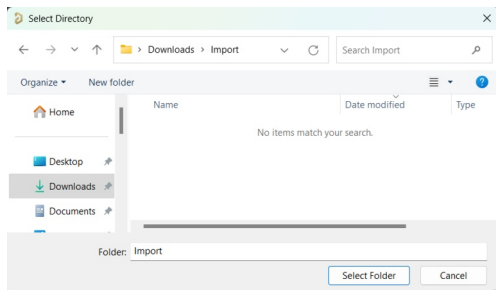 Select Directory
Downloads > Import
Search Import
Organize
New folder
Name
Date modified
Type
Home
No items match your search.
Desktop
Downloads
Documents
Folder: Import
Select Folder
Cancel